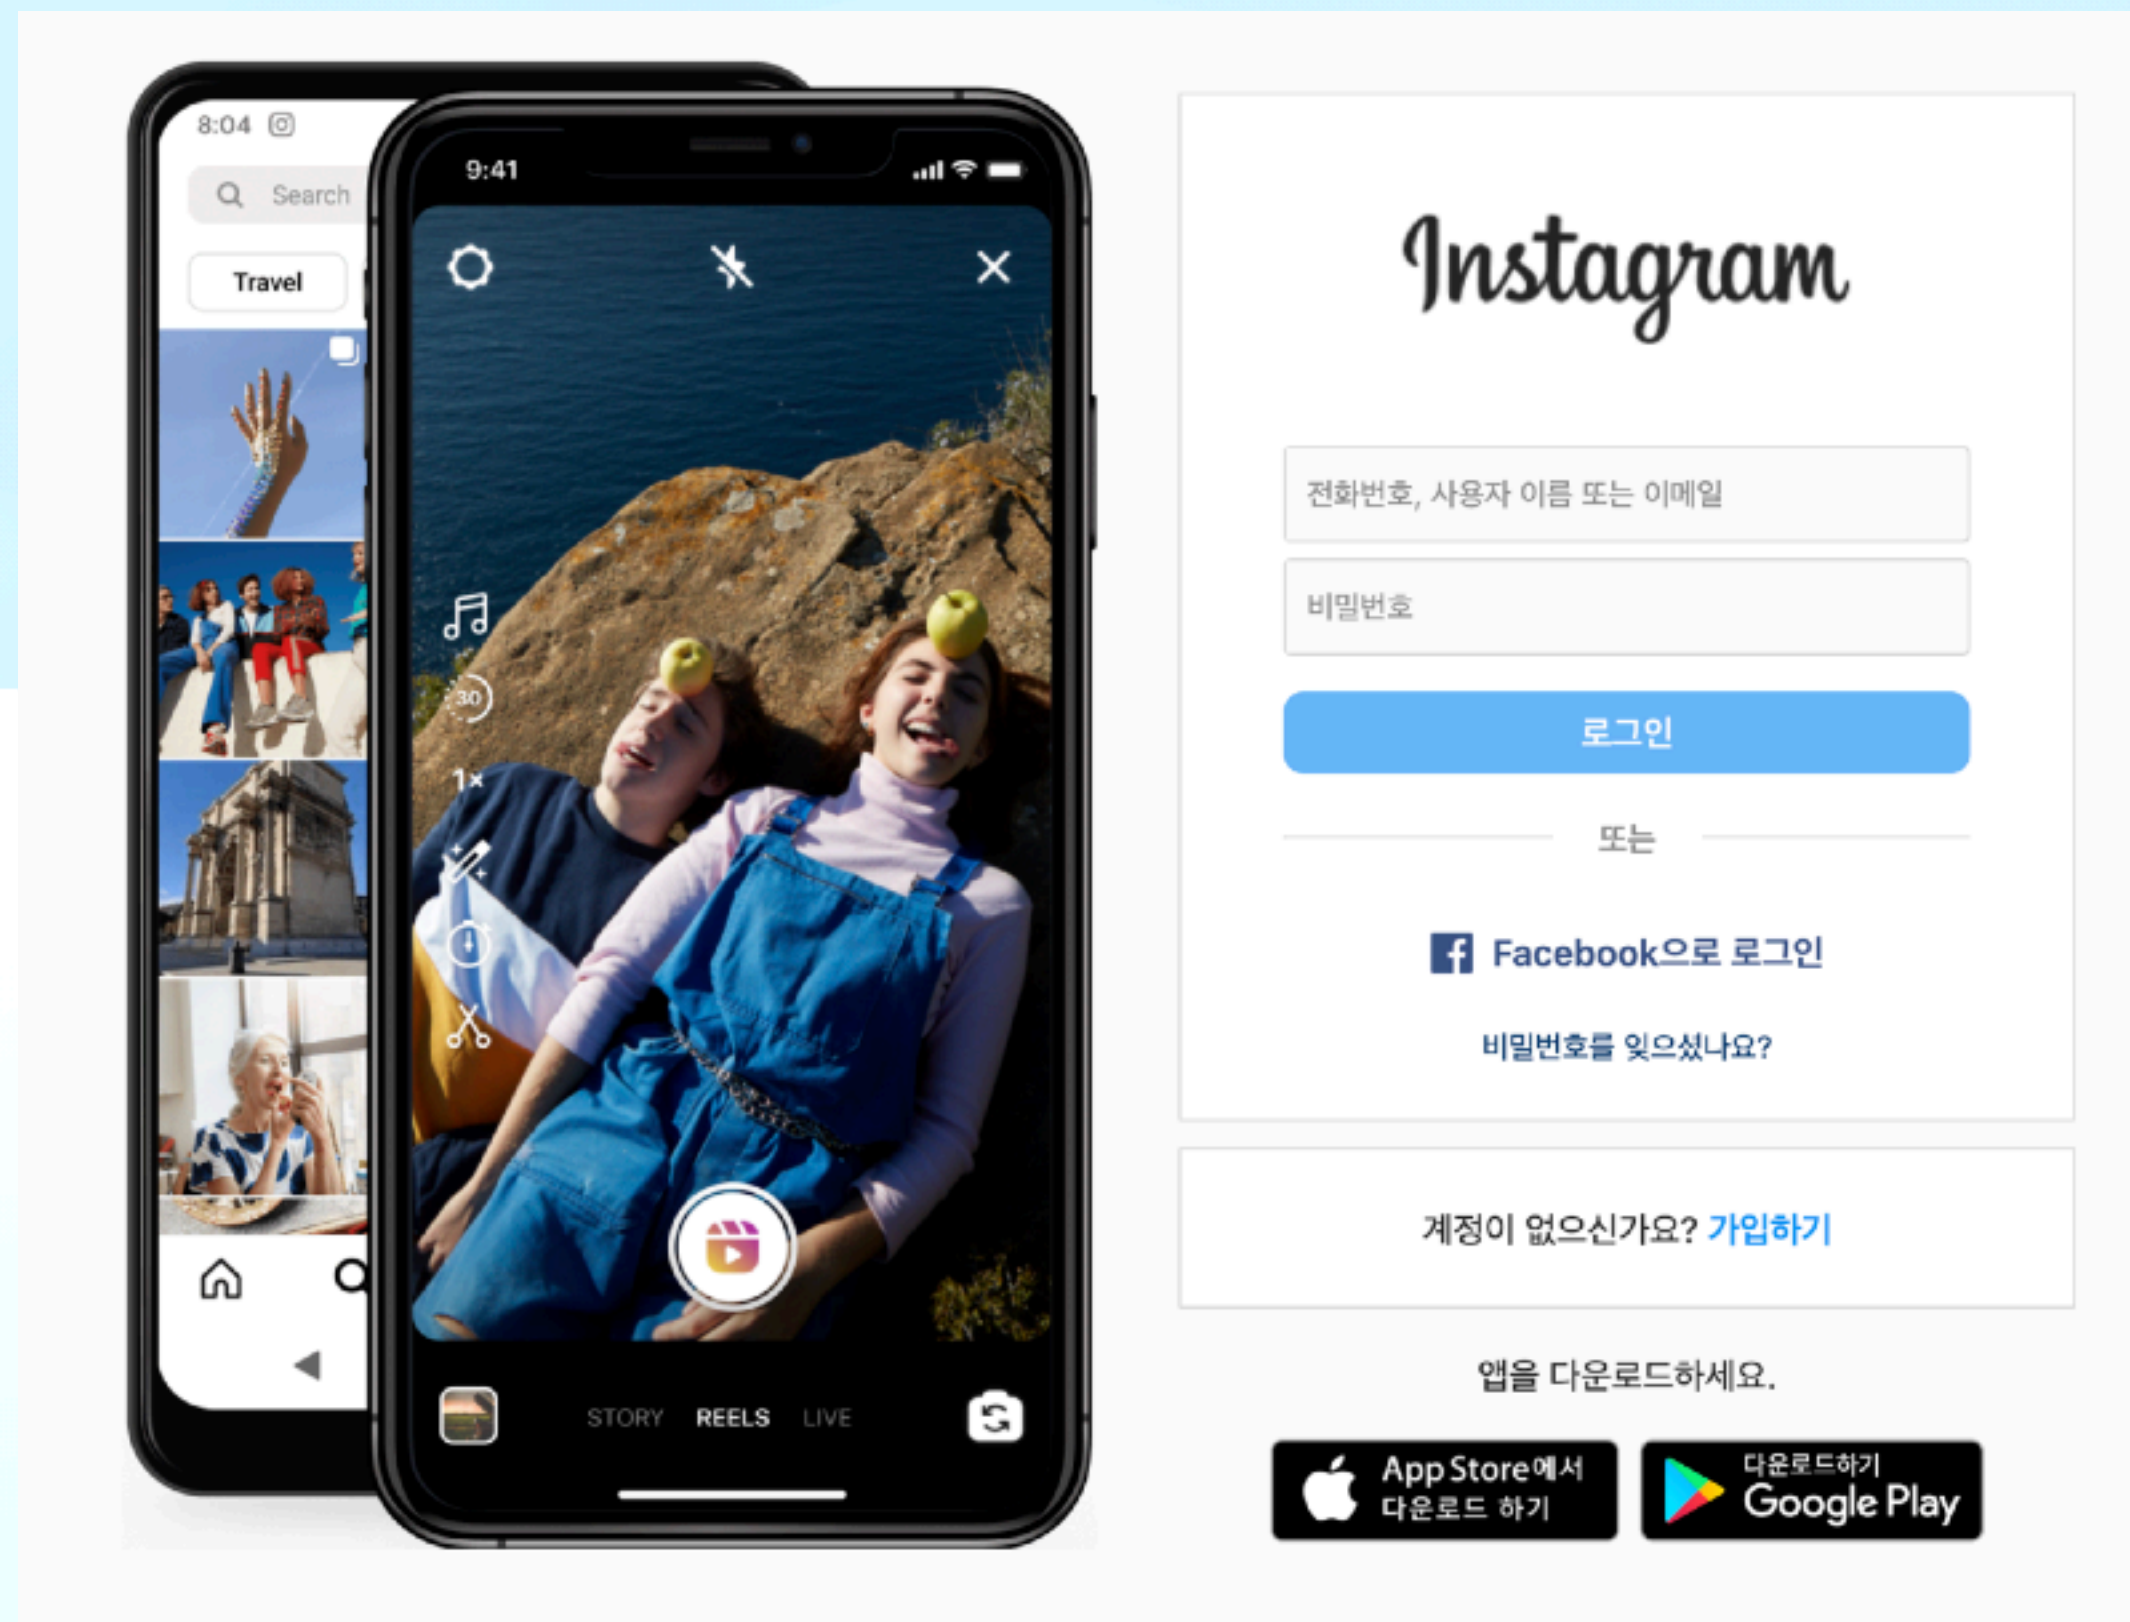 8:04
Search
Travel
9:41
30
1×
STORY REELS LIVE
Instagram
전화번호, 사용자 이름 또는 이메일
비밀번호
로그인
또는
Facebook으로 로그인
비밀번호를 잊으셨나요?
계정이 없으신가요? 가입하기
앱을 다운로드하세요.
App Store에서
다운로드 하기
다운로드하기
Google Play